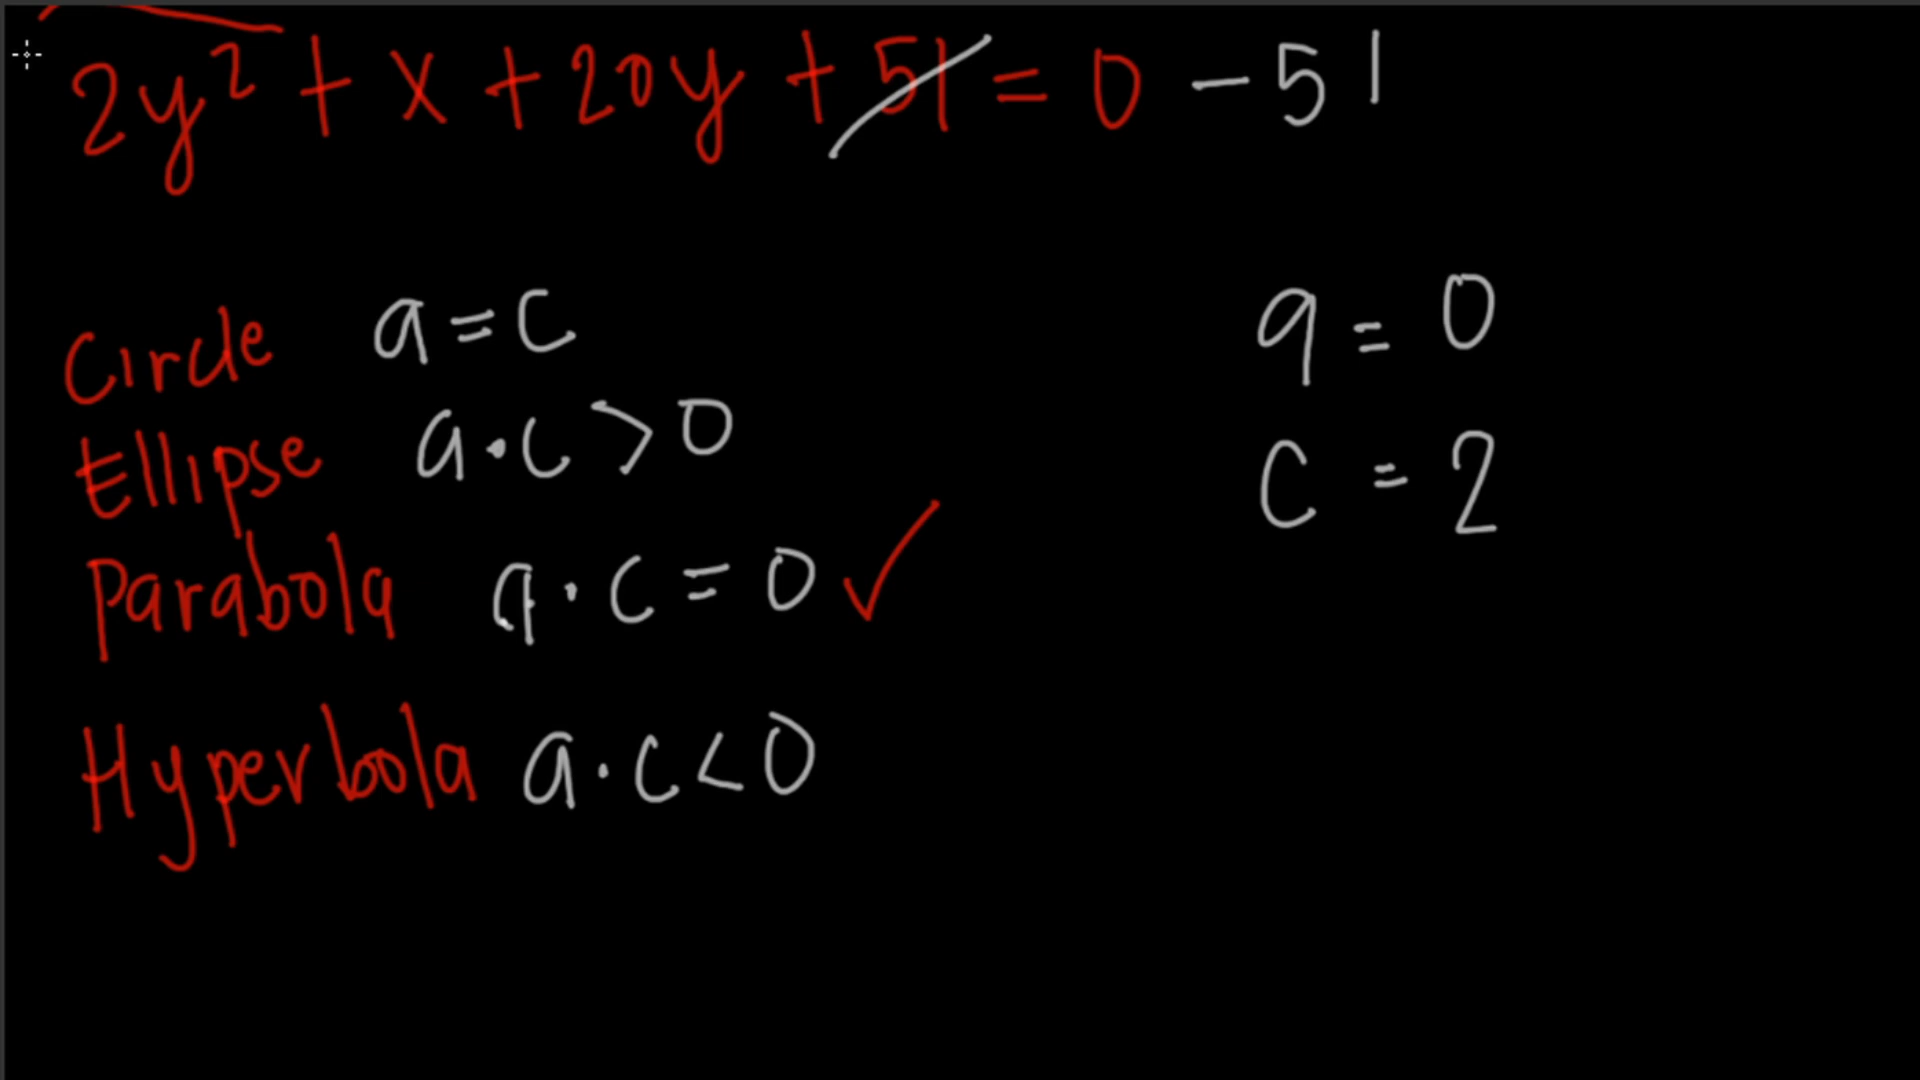 2y² + x + 20y + 51 = 0 - 51
Circle a = c
Ellipse a · c > 0
Parabola a · c = 0 ✓
Hyperbola a · c < 0
a = 0
c = 2